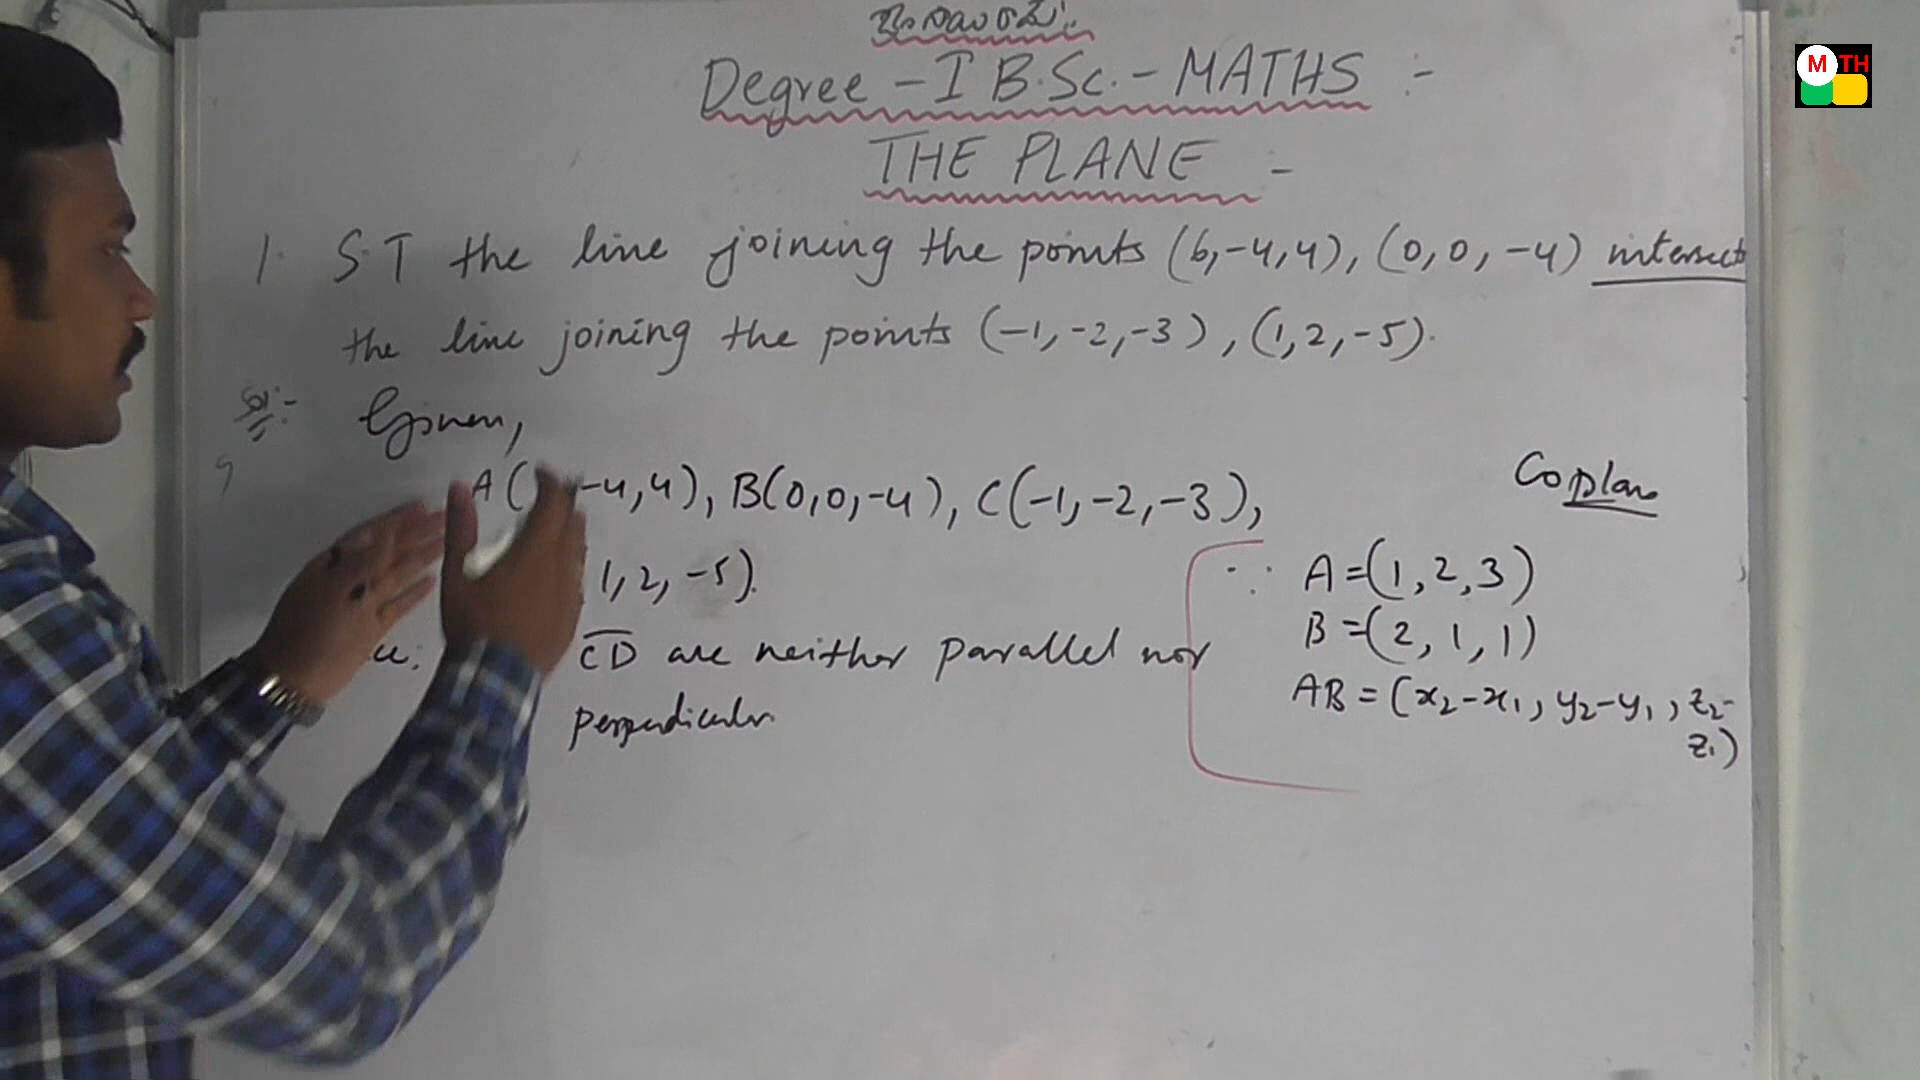 Degree - I B.Sc. - MATHS :-
THE PLANE -
1. S.T the line joining the points (6,-4,4), (0,0,-4) intersect
the line joining the points (-1,-2,-3), (1,2,-5).
Sol:- Given,
A( -4,4), B(0,0,-4), C(-1,-2,-3),
1,2,-5).
CD are neither parallel nor
perpendicular
Coplan
∵ A=(1,2,3)
B=(2,1,1)
AB=(x₂-x₁, y₂-y₁, z₂-
z₁)
M TH